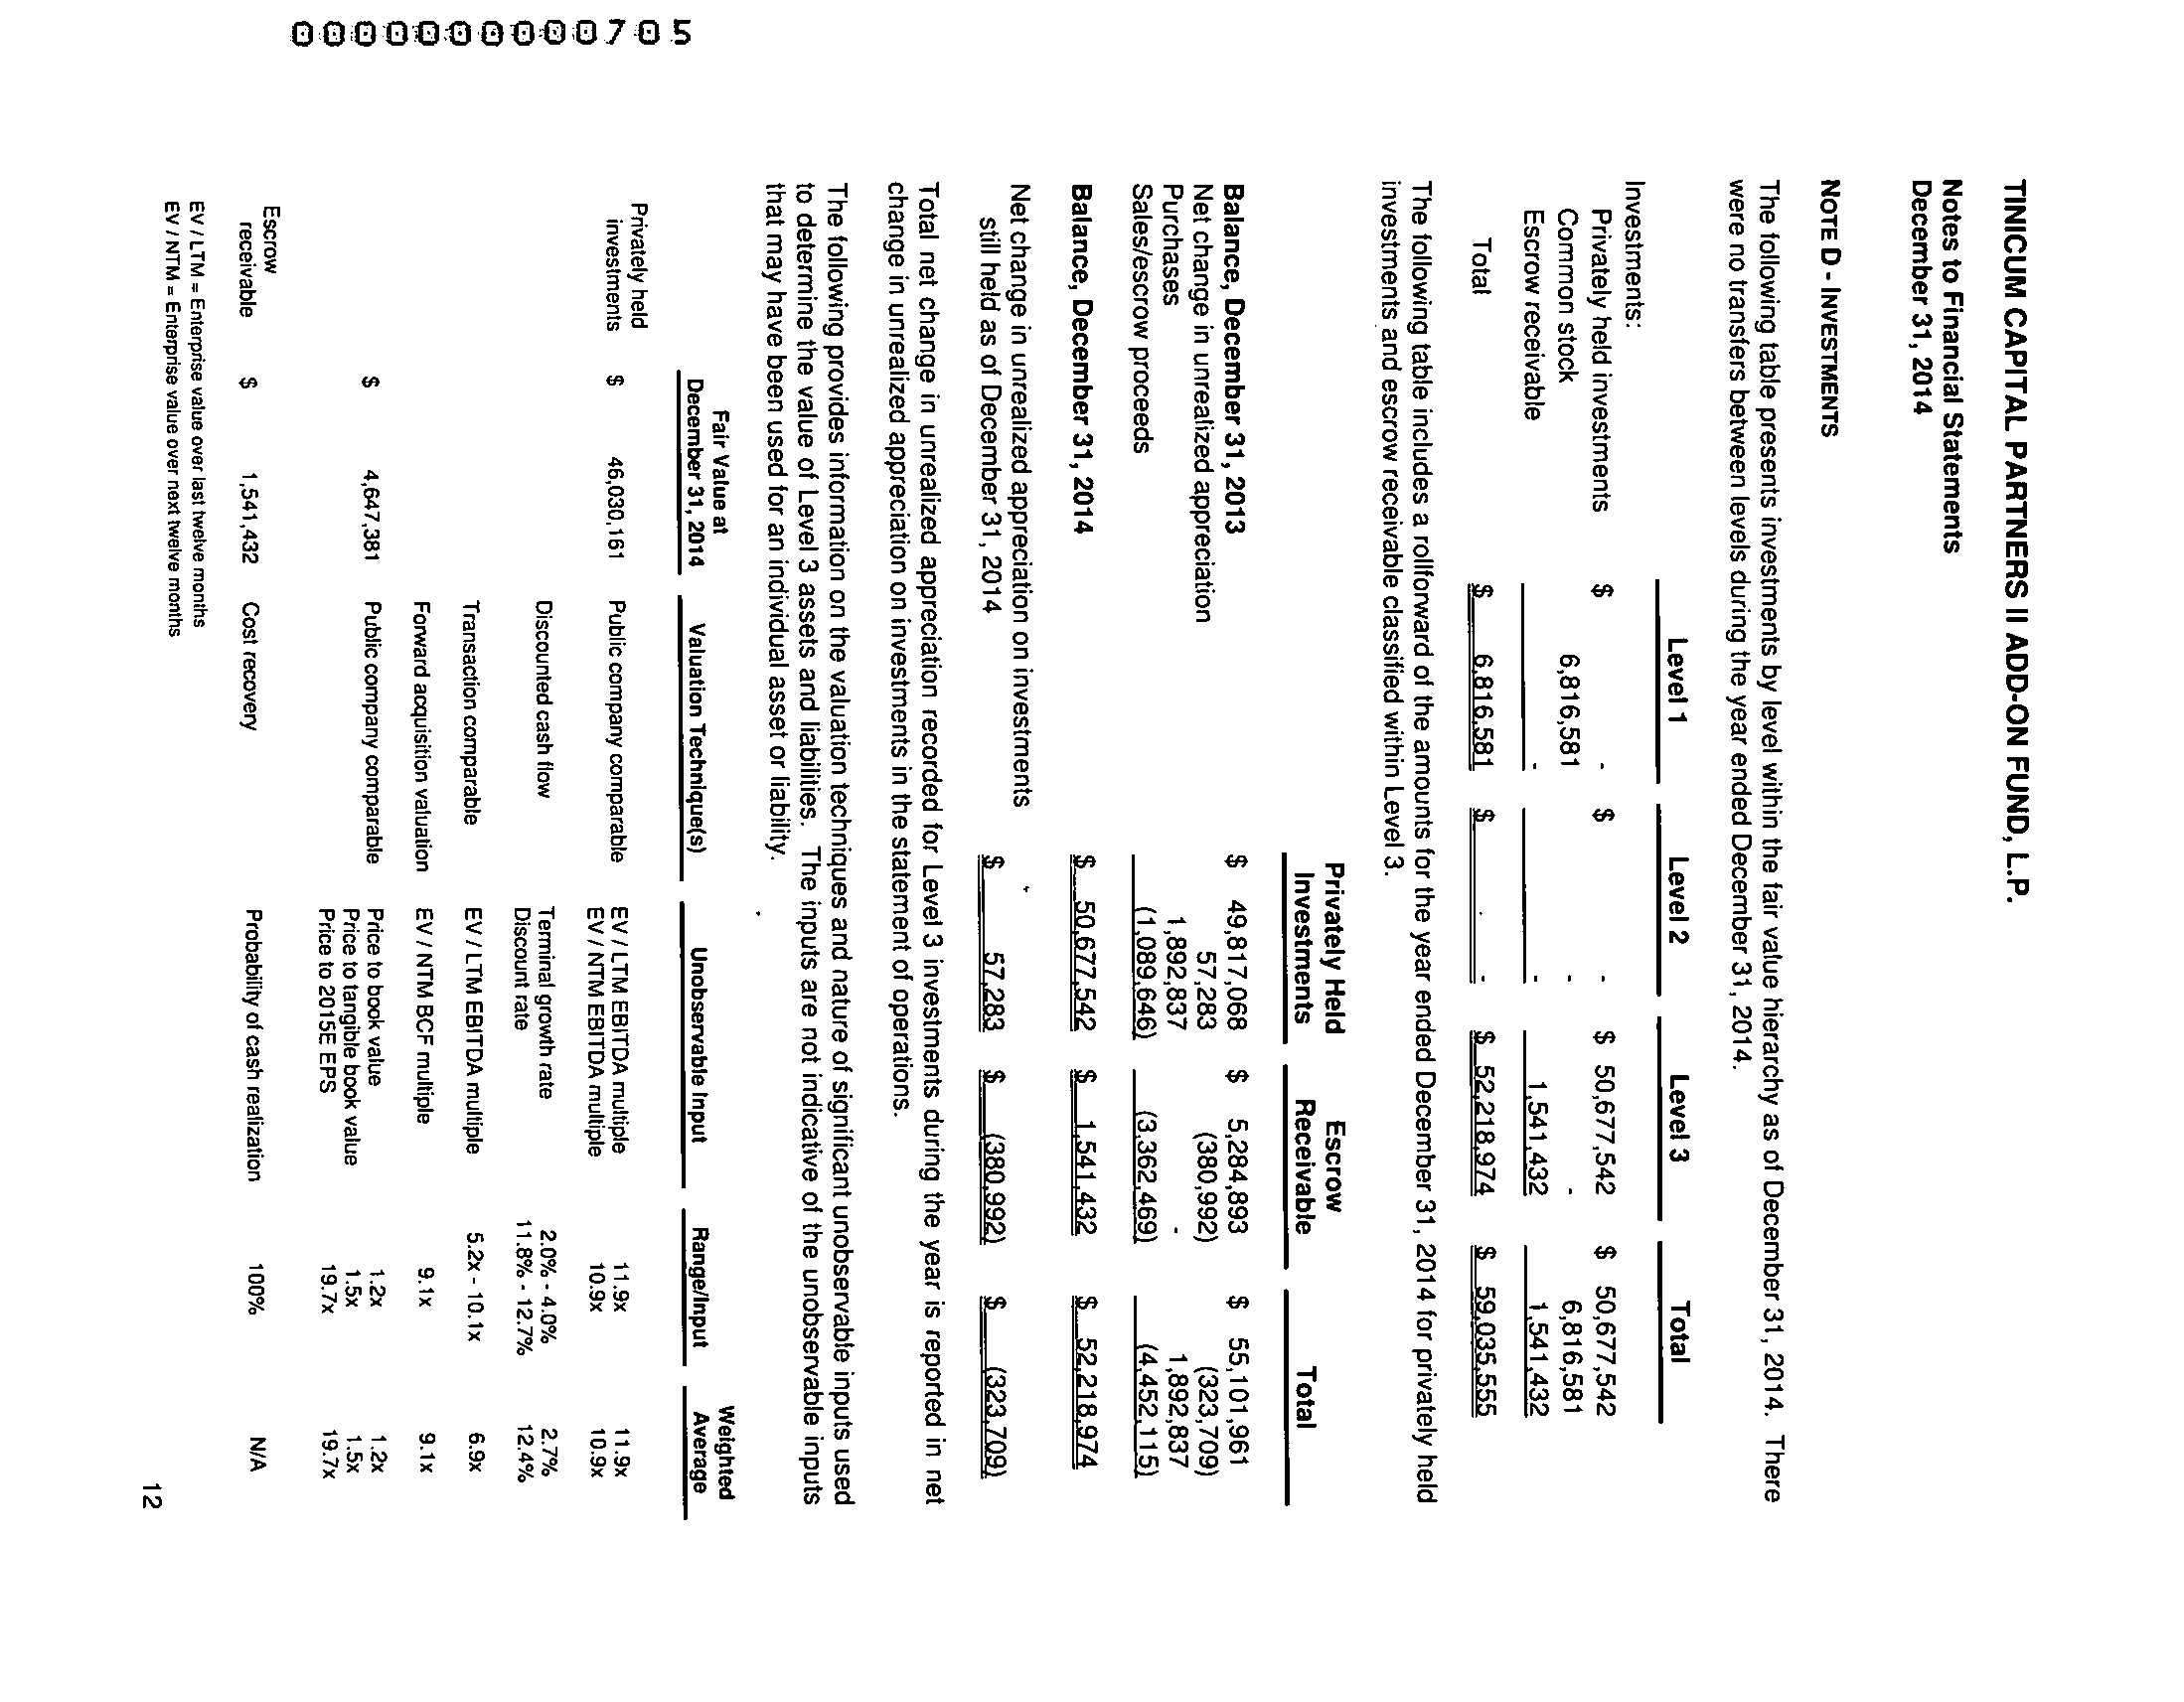 TINICUM CAPITAL PARTNERS II ADD-ON FUND, L.P.
Notes to Financial Statements
December 31, 2014
NOTE D - INVESTMENTS
The following table presents investments by level within the fair value hierarchy as of December 31, 2014. There
were no transfers between levels during the year ended December 31, 2014.
Level 1 Level 2 Level 3 Total
Investments:
Privately held investments $ - $ - $ 50,677,542 $ 50,677,542
Common stock 6,816,581 - - 6,816,581
Escrow receivable - - 1,541,432 1,541,432
Total $ 6,816,581 $ - $ 52,218,974 $ 59,035,555
The following table includes a rollforward of the amounts for the year ended December 31, 2014 for privately held
investments and escrow receivable classified within Level 3.
Privately Held Escrow
Investments Receivable Total
Balance, December 31, 2013 $ 49,817,068 $ 5,284,893 $ 55,101,961
Net change in unrealized appreciation 57,283 (380,992) (323,709)
Purchases 1,892,837 - 1,892,837
Sales/escrow proceeds (1,089,646) (3,362,469) (4,452,115)
Balance, December 31, 2014 $ 50,677,542 $ 1,541,432 $ 52,218,974
Net change in unrealized appreciation on investments
still held as of December 31, 2014 $ 57,283 $ (380,992) $ (323,709)
Total net change in unrealized appreciation recorded for Level 3 investments during the year is reported in net
change in unrealized appreciation on investments in the statement of operations.
The following provides information on the valuation techniques and nature of significant unobservable inputs used
to determine the value of Level 3 assets and liabilities. The inputs are not indicative of the unobservable inputs
that may have been used for an individual asset or liability.
Fair Value at Weighted
December 31, 2014 Valuation Technique(s) Unobservable Input Range/Input Average
Privately held
investments $ 46,030,161 Public company comparable EV / LTM EBITDA multiple 11.9x 11.9x
EV / NTM EBITDA multiple 10.9x 10.9x
Discounted cash flow Terminal growth rate 2.0% - 4.0% 2.7%
Discount rate 11.8% - 12.7% 12.4%
Transaction comparable EV / LTM EBITDA multiple 5.2x - 10.1x 6.9x
Forward acquisition valuation EV / NTM BCF multiple 9.1x 9.1x
$ 4,647,381 Public company comparable Price to book value 1.2x 1.2x
Price to tangible book value 1.5x 1.5x
Price to 2015E EPS 19.7x 19.7x
Escrow
receivable $ 1,541,432 Cost recovery Probability of cash realization 100% N/A
EV / LTM = Enterprise value over last twelve months
EV / NTM = Enterprise value over next twelve months
12
0000000000705